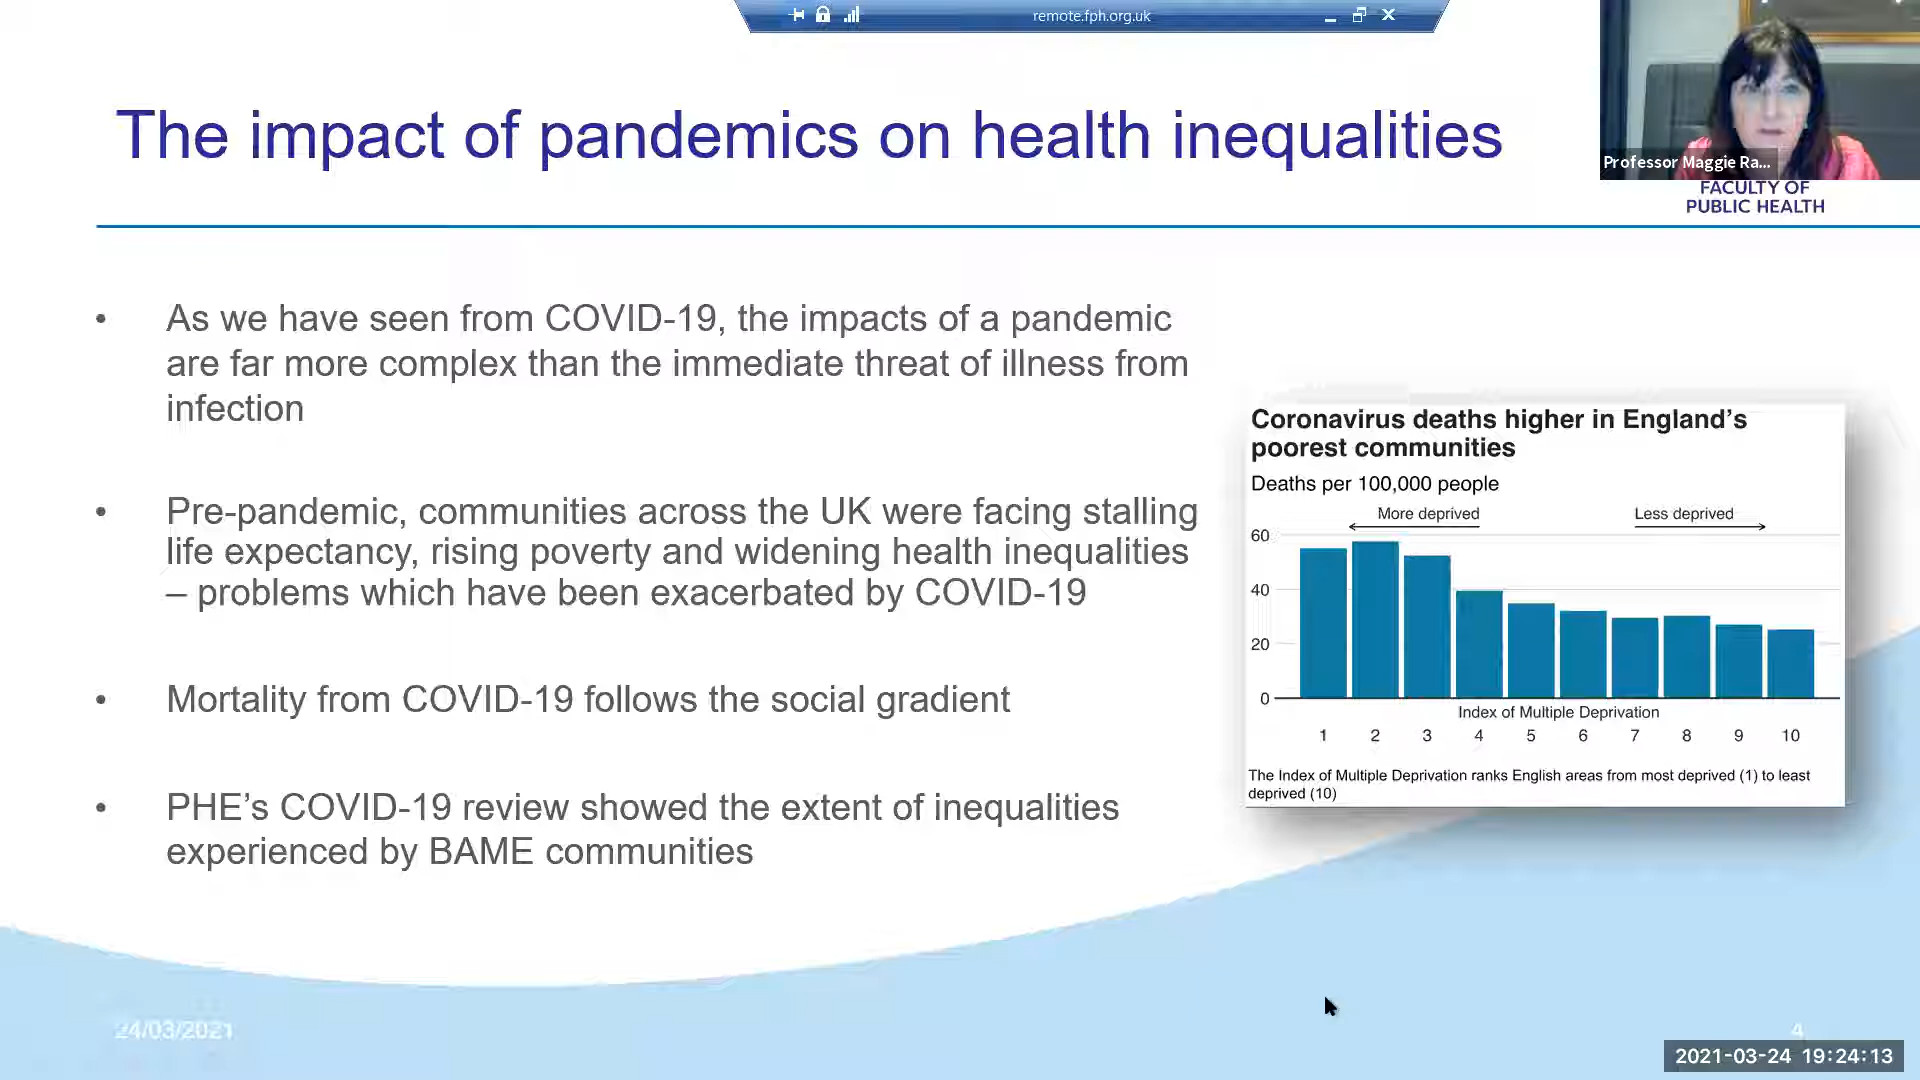 remote.fph.org.uk
The impact of pandemics on health inequalities
Professor Maggie Ra...
FACULTY OF
PUBLIC HEALTH
• As we have seen from COVID-19, the impacts of a pandemic
are far more complex than the immediate threat of illness from
infection
• Pre-pandemic, communities across the UK were facing stalling
life expectancy, rising poverty and widening health inequalities
– problems which have been exacerbated by COVID-19
• Mortality from COVID-19 follows the social gradient
• PHE’s COVID-19 review showed the extent of inequalities
experienced by BAME communities
Coronavirus deaths higher in England’s
poorest communities
Deaths per 100,000 people
More deprived Less deprived
60
40
20
0
Index of Multiple Deprivation
1 2 3 4 5 6 7 8 9 10
The Index of Multiple Deprivation ranks English areas from most deprived (1) to least
deprived (10)
24/03/2021
4
2021-03-24 19:24:13